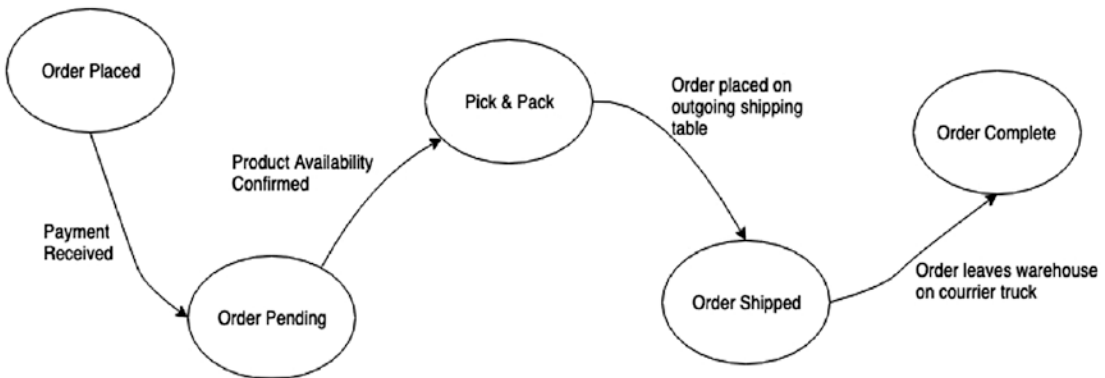 Order Placed
Payment
Received
Order Pending
Product Availability
Confirmed
Pick & Pack
Order placed on
outgoing shipping
table
Order Shipped
Order leaves warehouse
on courrier truck
Order Complete